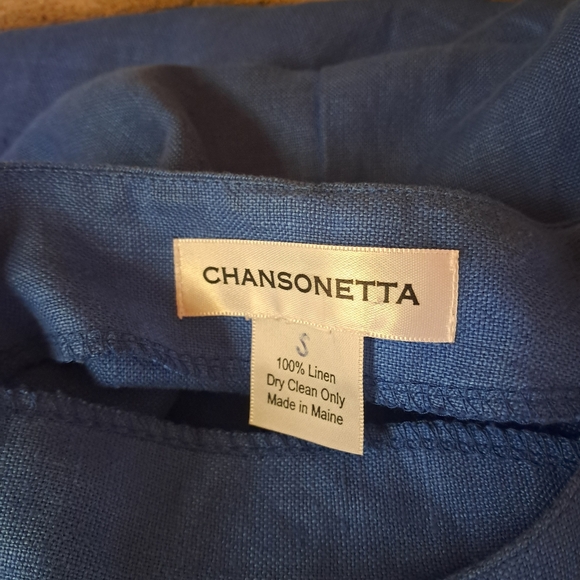 CHANSONETTA
S
100% Linen
Dry Clean Only
Made in Maine